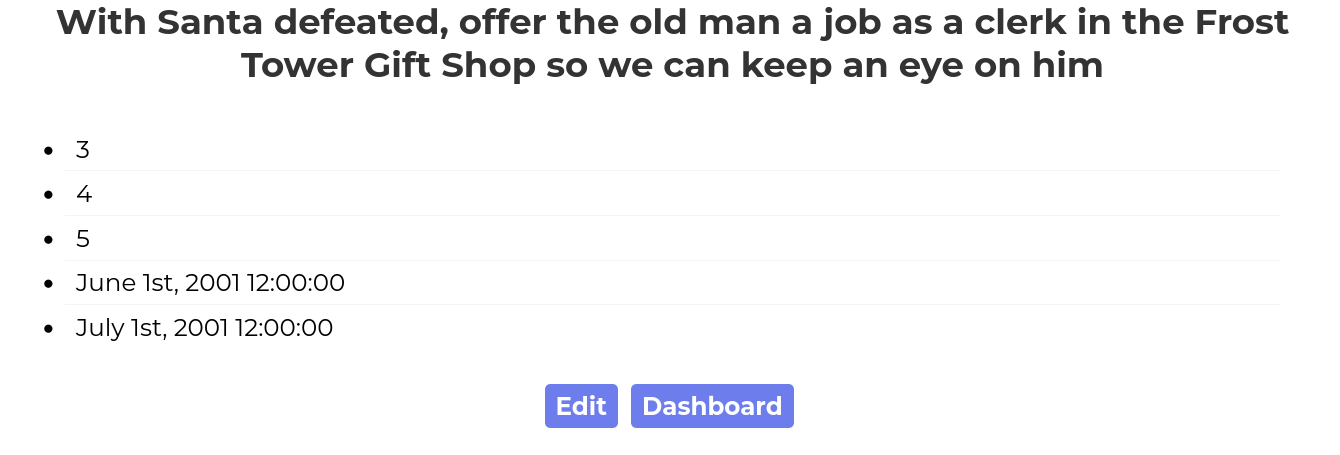 With Santa defeated, offer the old man a job as a clerk in the Frost
Tower Gift Shop so we can keep an eye on him
3
4
5
June 1st, 2001 12:00:00
July 1st, 2001 12:00:00
Edit Dashboard